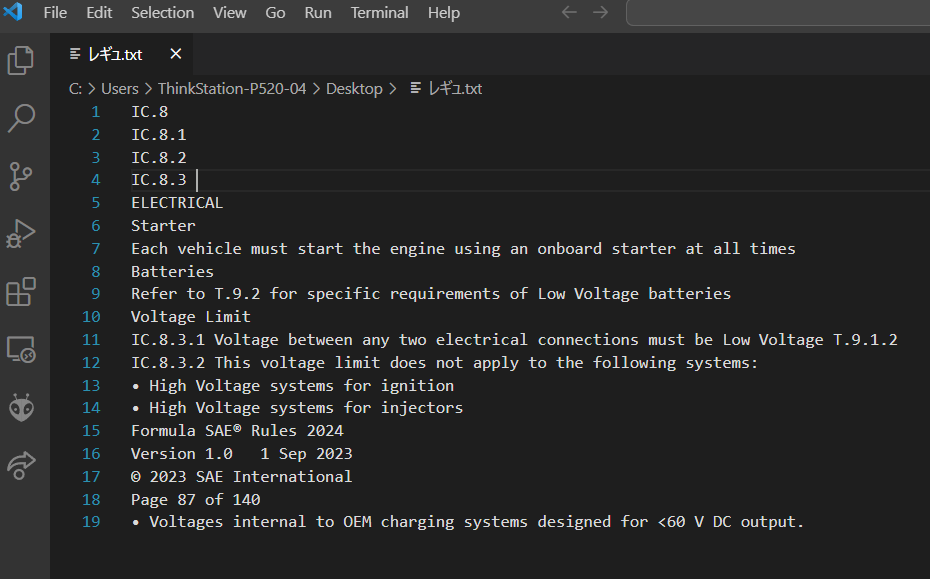 File Edit Selection View Go Run Terminal Help
レギュ.txt
C: > Users > ThinkStation-P520-04 > Desktop > レギュ.txt
1 IC.8
2 IC.8.1
3 IC.8.2
4 IC.8.3
5 ELECTRICAL
6 Starter
7 Each vehicle must start the engine using an onboard starter at all times
8 Batteries
9 Refer to T.9.2 for specific requirements of Low Voltage batteries
10 Voltage Limit
11 IC.8.3.1 Voltage between any two electrical connections must be Low Voltage T.9.1.2
12 IC.8.3.2 This voltage limit does not apply to the following systems:
13 • High Voltage systems for ignition
14 • High Voltage systems for injectors
15 Formula SAE® Rules 2024
16 Version 1.0   1 Sep 2023
17 © 2023 SAE International
18 Page 87 of 140
19 • Voltages internal to OEM charging systems designed for <60 V DC output.